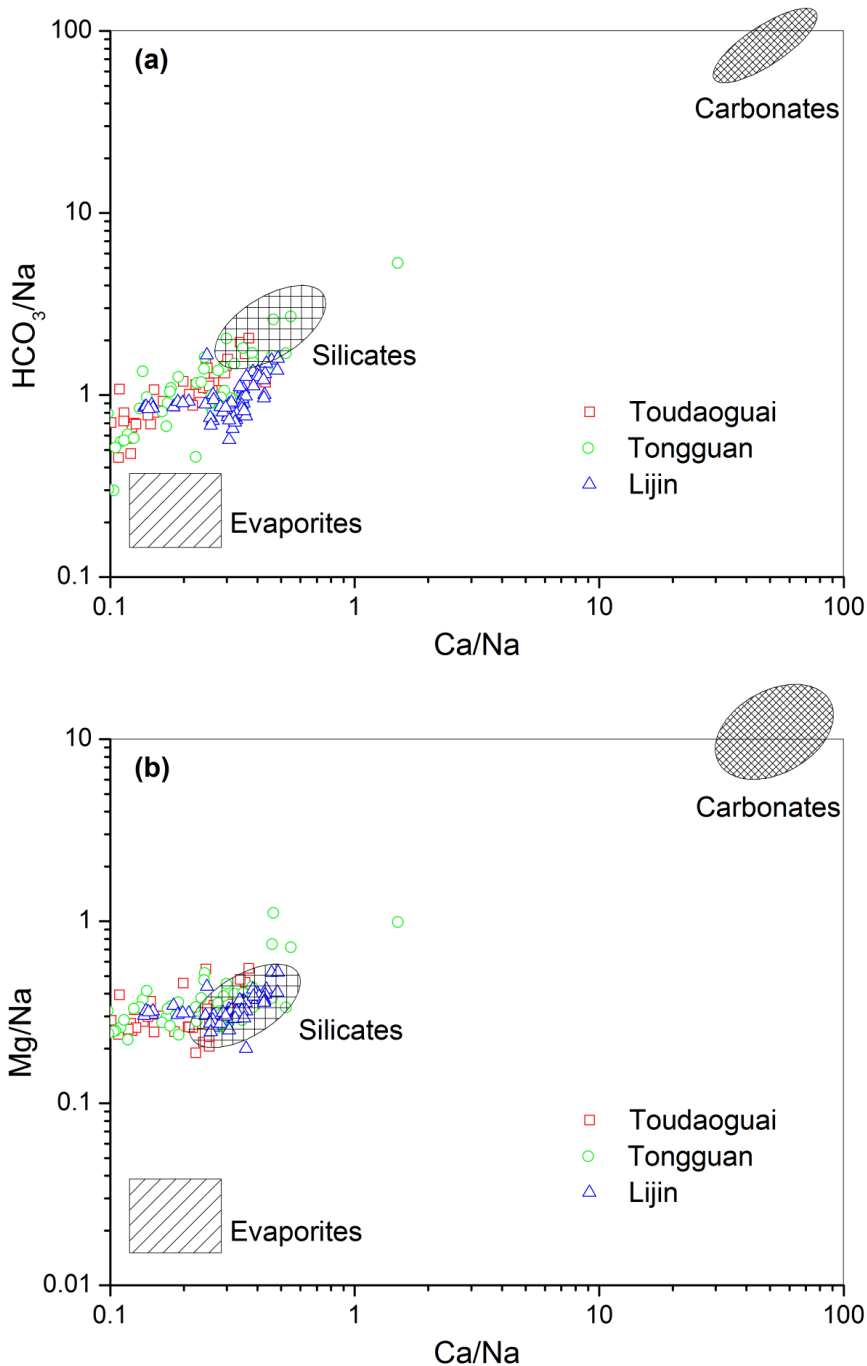 (a)
100
10
1
0.1
HCO3/Na
Carbonates
Silicates
Evaporites
Toudaoguai
Tongguan
Lijin
0.1
1
10
100
Ca/Na
(b)
10
1
0.1
0.01
Mg/Na
Carbonates
Silicates
Evaporites
Toudaoguai
Tongguan
Lijin
0.1
1
10
100
Ca/Na